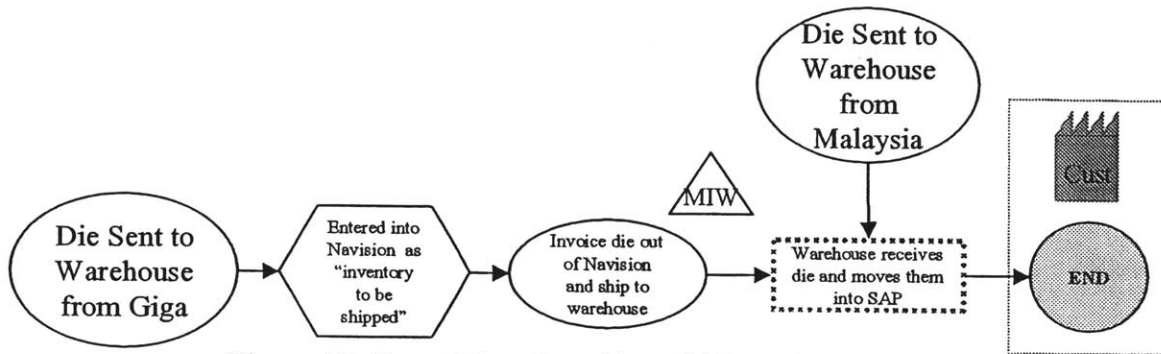 Die Sent to
Warehouse
from Giga
Entered into
Navision as
“inventory
to be
shipped”
Invoice die out
of Navision
and ship to
warehouse
MIW
Die Sent to
Warehouse
from
Malaysia
Warehouse receives
die and moves them
into SAP
Cust
END